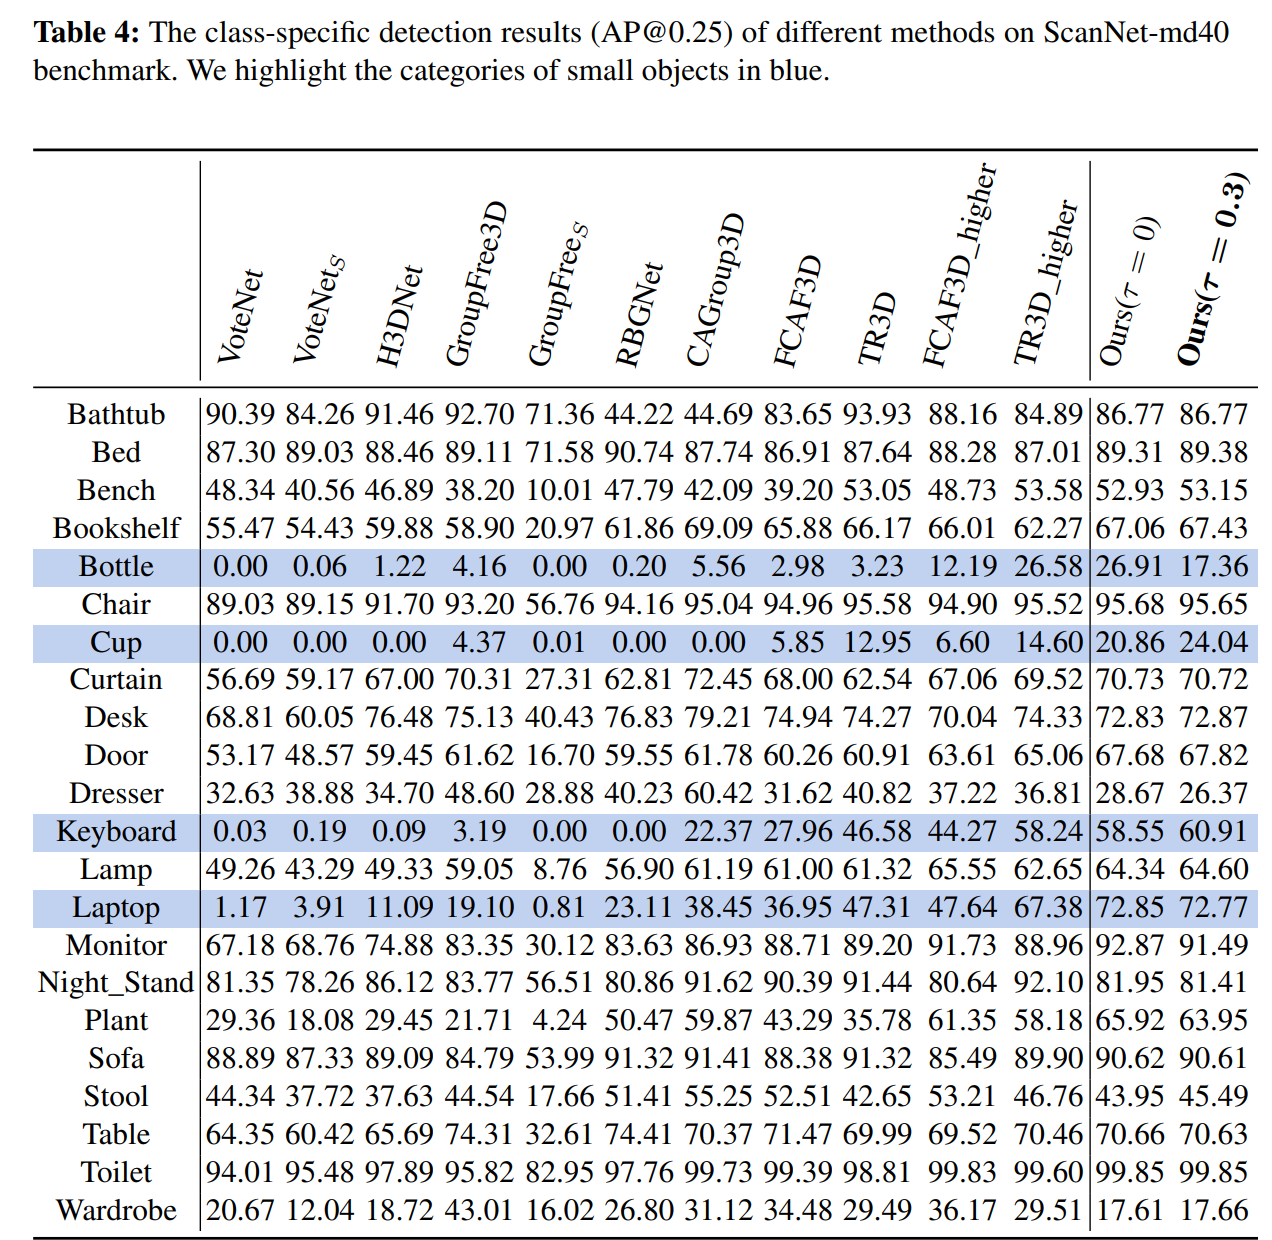 Table 4: The class-specific detection results (AP@0.25) of different methods on ScanNet-md40
benchmark. We highlight the categories of small objects in blue.
VoteNet VoteNetS H3DNet GroupFree3D GroupFreeS RBGNet CAGroup3D FCAF3D TR3D FCAF3D_higher TR3D_higher Ours(τ = 0) Ours(τ = 0.3)
Bathtub 90.39 84.26 91.46 92.70 71.36 44.22 44.69 83.65 93.93 88.16 84.89 86.77 86.77
Bed 87.30 89.03 88.46 89.11 71.58 90.74 87.74 86.91 87.64 88.28 87.01 89.31 89.38
Bench 48.34 40.56 46.89 38.20 10.01 47.79 42.09 39.20 53.05 48.73 53.58 52.93 53.15
Bookshelf 55.47 54.43 59.88 58.90 20.97 61.86 69.09 65.88 66.17 66.01 62.27 67.06 67.43
Bottle 0.00 0.06 1.22 4.16 0.00 0.20 5.56 2.98 3.23 12.19 26.58 26.91 17.36
Chair 89.03 89.15 91.70 93.20 56.76 94.16 95.04 94.96 95.58 94.90 95.52 95.68 95.65
Cup 0.00 0.00 0.00 4.37 0.01 0.00 0.00 5.85 12.95 6.60 14.60 20.86 24.04
Curtain 56.69 59.17 67.00 70.31 27.31 62.81 72.45 68.00 62.54 67.06 69.52 70.73 70.72
Desk 68.81 60.05 76.48 75.13 40.43 76.83 79.21 74.94 74.27 70.04 74.33 72.83 72.87
Door 53.17 48.57 59.45 61.62 16.70 59.55 61.78 60.26 60.91 63.61 65.06 67.68 67.82
Dresser 32.63 38.88 34.70 48.60 28.88 40.23 60.42 31.62 40.82 37.22 36.81 28.67 26.37
Keyboard 0.03 0.19 0.09 3.19 0.00 0.00 22.37 27.96 46.58 44.27 58.24 58.55 60.91
Lamp 49.26 43.29 49.33 59.05 8.76 56.90 61.19 61.00 61.32 65.55 62.65 64.34 64.60
Laptop 1.17 3.91 11.09 19.10 0.81 23.11 38.45 36.95 47.31 47.64 67.38 72.85 72.77
Monitor 67.18 68.76 74.88 83.35 30.12 83.63 86.93 88.71 89.20 91.73 88.96 92.87 91.49
Night_Stand 81.35 78.26 86.12 83.77 56.51 80.86 91.62 90.39 91.44 80.64 92.10 81.95 81.41
Plant 29.36 18.08 29.45 21.71 4.24 50.47 59.87 43.29 35.78 61.35 58.18 65.92 63.95
Sofa 88.89 87.33 89.09 84.79 53.99 91.32 91.41 88.38 91.32 85.49 89.90 90.62 90.61
Stool 44.34 37.72 37.63 44.54 17.66 51.41 55.25 52.51 42.65 53.21 46.76 43.95 45.49
Table 64.35 60.42 65.69 74.31 32.61 74.41 70.37 71.47 69.99 69.52 70.46 70.66 70.63
Toilet 94.01 95.48 97.89 95.82 82.95 97.76 99.73 99.39 98.81 99.83 99.60 99.85 99.85
Wardrobe 20.67 12.04 18.72 43.01 16.02 26.80 31.12 34.48 29.49 36.17 29.51 17.61 17.66